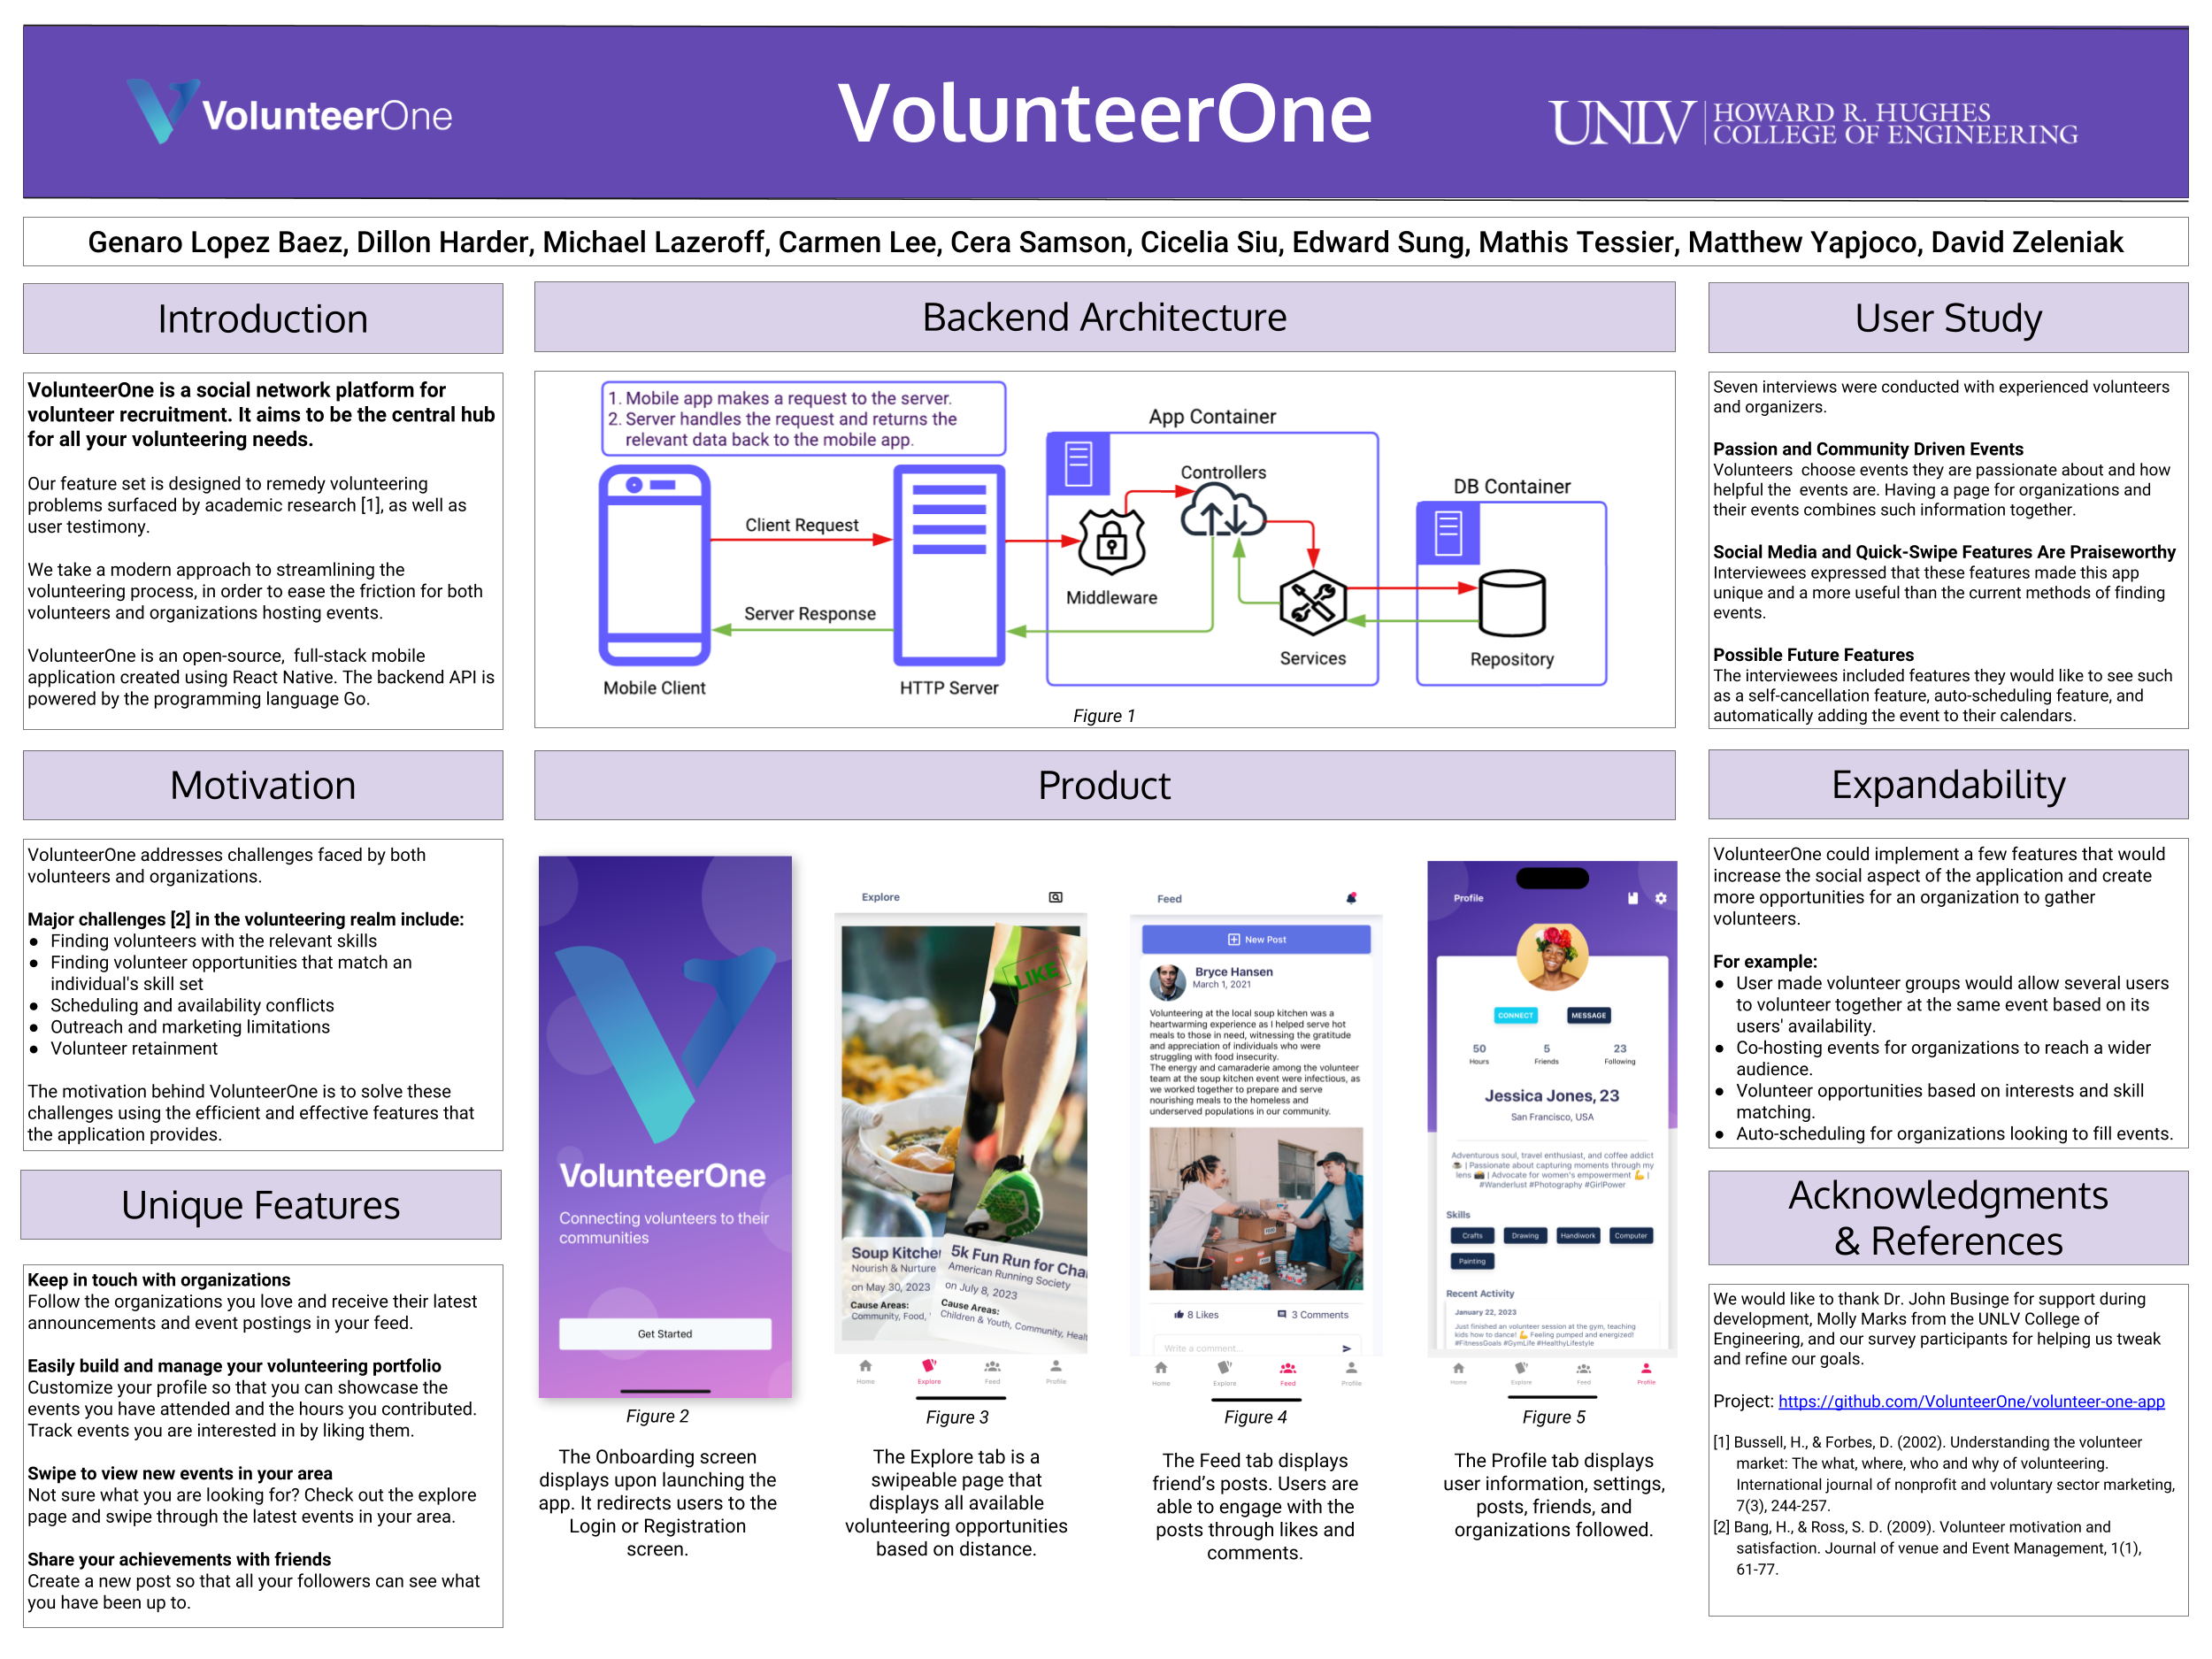 VolunteerOne
VolunteerOne
UNLV HOWARD R. HUGHES
COLLEGE OF ENGINEERING
Genaro Lopez Baez, Dillon Harder, Michael Lazeroff, Carmen Lee, Cera Samson, Cicelia Siu, Edward Sung, Mathis Tessier, Matthew Yapjoco, David Zeleniak
Introduction
VolunteerOne is a social network platform for
volunteer recruitment. It aims to be the central hub
for all your volunteering needs.
Our feature set is designed to remedy volunteering
problems surfaced by academic research [1], as well as
user testimony.
We take a modern approach to streamlining the
volunteering process, in order to ease the friction for both
volunteers and organizations hosting events.
VolunteerOne is an open-source,  full-stack mobile
application created using React Native. The backend API is
powered by the programming language Go.
Motivation
VolunteerOne addresses challenges faced by both
volunteers and organizations.
Major challenges [2] in the volunteering realm include:
● Finding volunteers with the relevant skills
● Finding volunteer opportunities that match an
individual's skill set
● Scheduling and availability conflicts
● Outreach and marketing limitations
● Volunteer retainment
The motivation behind VolunteerOne is to solve these
challenges using the efficient and effective features that
the application provides.
Unique Features
Keep in touch with organizations
Follow the organizations you love and receive their latest
announcements and event postings in your feed.
Easily build and manage your volunteering portfolio
Customize your profile so that you can showcase the
events you have attended and the hours you contributed.
Track events you are interested in by liking them.
Swipe to view new events in your area
Not sure what you are looking for? Check out the explore
page and swipe through the latest events in your area.
Share your achievements with friends
Create a new post so that all your followers can see what
you have been up to.
Backend Architecture
1. Mobile app makes a request to the server.
2. Server handles the request and returns the
relevant data back to the mobile app.
App Container
Controllers
DB Container
Client Request
Middleware
Server Response
Services
Repository
Mobile Client
HTTP Server
Figure 1
Product
VolunteerOne
Connecting volunteers to their
communities
Get Started
Figure 2
The Onboarding screen
displays upon launching the
app. It redirects users to the
Login or Registration
screen.
Explore
LIKE
Soup Kitche
Nourish & Nurture
on May 30, 2023
Cause Areas:
Community, Food,
5k Fun Run for Cha
American Running Society
on July 8, 2023
Cause Areas:
Children & Youth, Community, Healt
Home
Explore
Feed
Profile
Figure 3
The Explore tab is a
swipeable page that
displays all available
volunteering opportunities
based on distance.
Feed
New Post
Bryce Hansen
March 1, 2021
Volunteering at the local soup kitchen was a
heartwarming experience as I helped serve hot
meals to those in need, witnessing the gratitude
and appreciation of individuals who were
struggling with food insecurity.
The energy and camaraderie among the volunteer
team at the soup kitchen event were infectious, as
we worked together to prepare and serve
nourishing meals to the homeless and
underserved populations in our community.
8 Likes
3 Comments
Write a comment...
Home
Explore
Feed
Profile
Figure 4
The Feed tab displays
friend's posts. Users are
able to engage with the
posts through likes and
comments.
Profile
CONNECT
MESSAGE
50
5
23
Hours
Friends
Following
Jessica Jones, 23
San Francisco, USA
Adventurous soul, travel enthusiast, and coffee addict
☕ | Passionate about capturing moments through my
lens 📸 | Advocate for women's empowerment 💪 |
#Wanderlust #Photography #GirlPower
Skills
Crafts
Drawing
Handiwork
Computer
Painting
Recent Activity
January 22, 2023
Just finished an volunteer session at the gym, teaching
kids how to dance! 💪 Feeling pumped and energized!
#FitnessGoals #GymLife #HealthyLifestyle
Home
Explore
Feed
Profile
Figure 5
The Profile tab displays
user information, settings,
posts, friends, and
organizations followed.
User Study
Seven interviews were conducted with experienced volunteers
and organizers.
Passion and Community Driven Events
Volunteers  choose events they are passionate about and how
helpful the  events are. Having a page for organizations and
their events combines such information together.
Social Media and Quick-Swipe Features Are Praiseworthy
Interviewees expressed that these features made this app
unique and a more useful than the current methods of finding
events.
Possible Future Features
The interviewees included features they would like to see such
as a self-cancellation feature, auto-scheduling feature, and
automatically adding the event to their calendars.
Expandability
VolunteerOne could implement a few features that would
increase the social aspect of the application and create
more opportunities for an organization to gather
volunteers.
For example:
● User made volunteer groups would allow several users
to volunteer together at the same event based on its
users' availability.
● Co-hosting events for organizations to reach a wider
audience.
● Volunteer opportunities based on interests and skill
matching.
● Auto-scheduling for organizations looking to fill events.
Acknowledgments
& References
We would like to thank Dr. John Businge for support during
development, Molly Marks from the UNLV College of
Engineering, and our survey participants for helping us tweak
and refine our goals.
Project: https://github.com/VolunteerOne/volunteer-one-app
[1] Bussell, H., & Forbes, D. (2002). Understanding the volunteer
market: The what, where, who and why of volunteering.
International journal of nonprofit and voluntary sector marketing,
7(3), 244-257.
[2] Bang, H., & Ross, S. D. (2009). Volunteer motivation and
satisfaction. Journal of venue and Event Management, 1(1),
61-77.